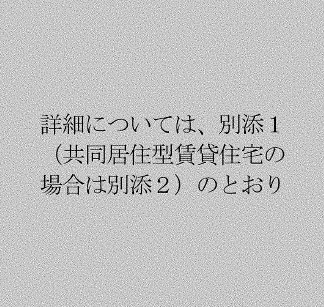 詳細については、別添１
（共同居住型賃貸住宅の
場合は別添２）のとおり